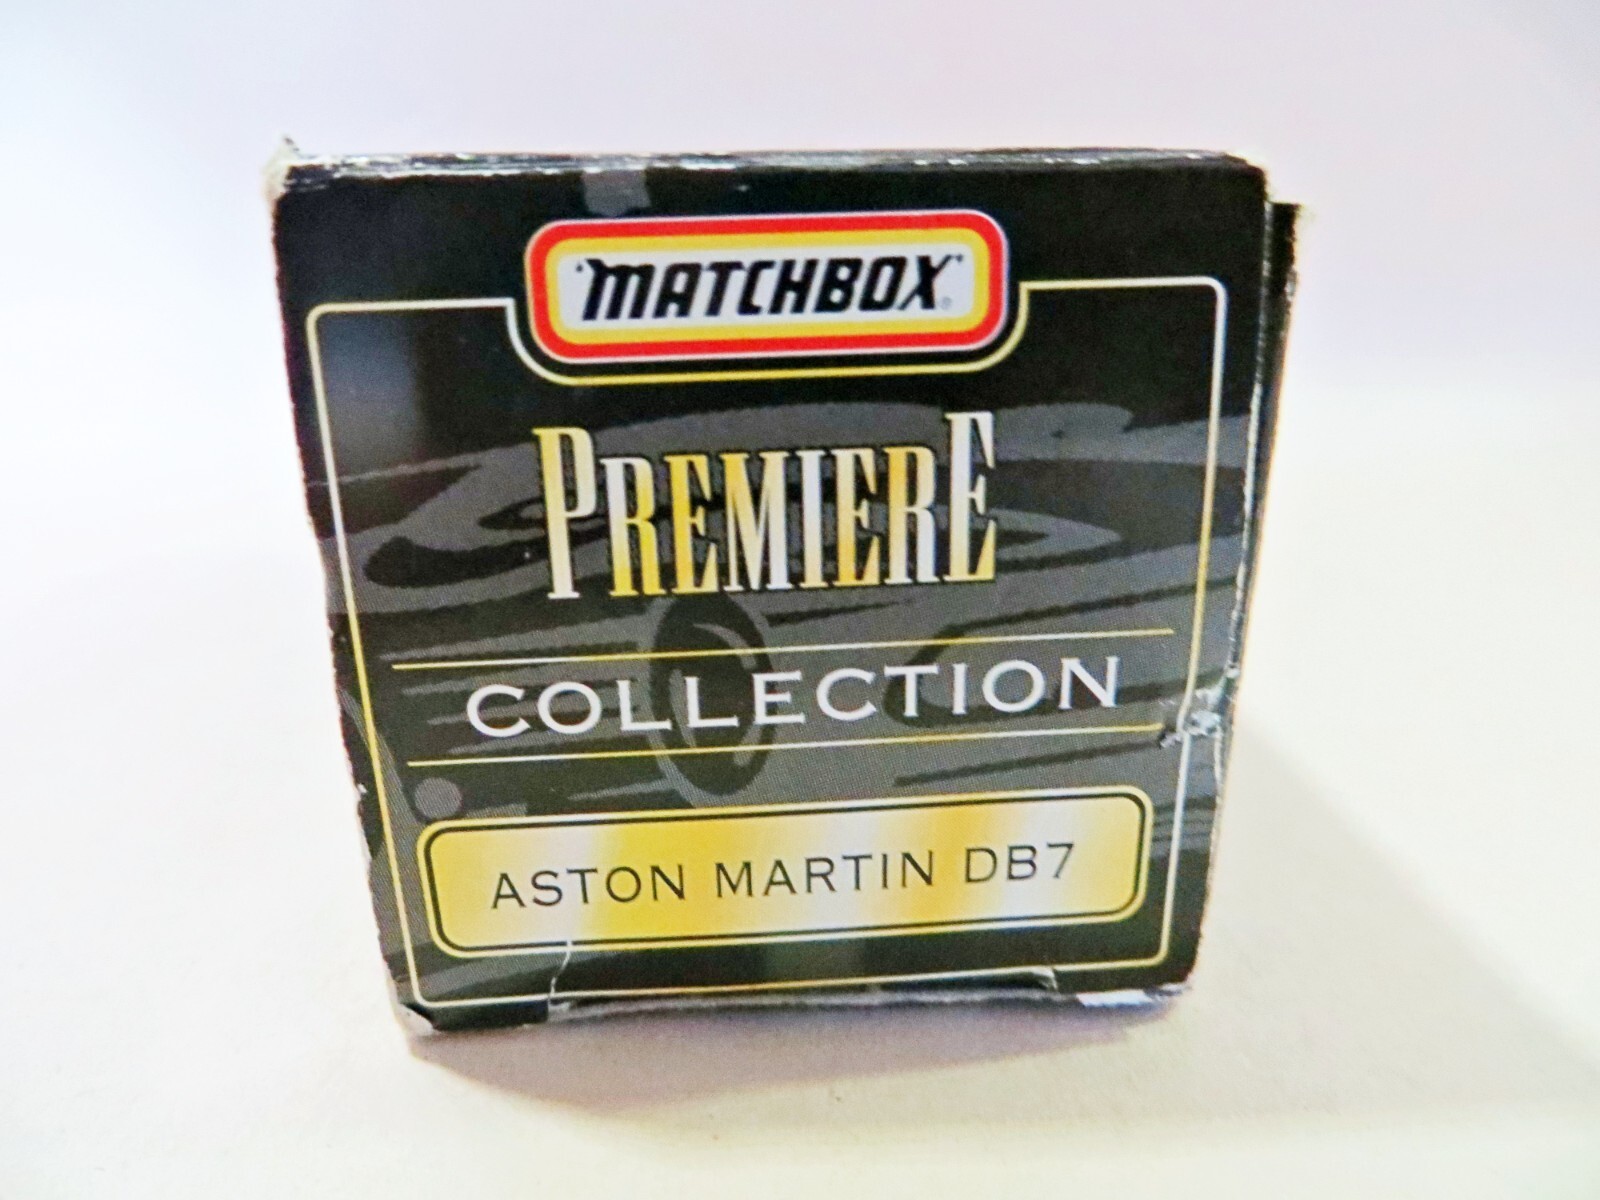 "MATCHBOX"®
PREMIERE
COLLECTION
ASTON MARTIN DB7